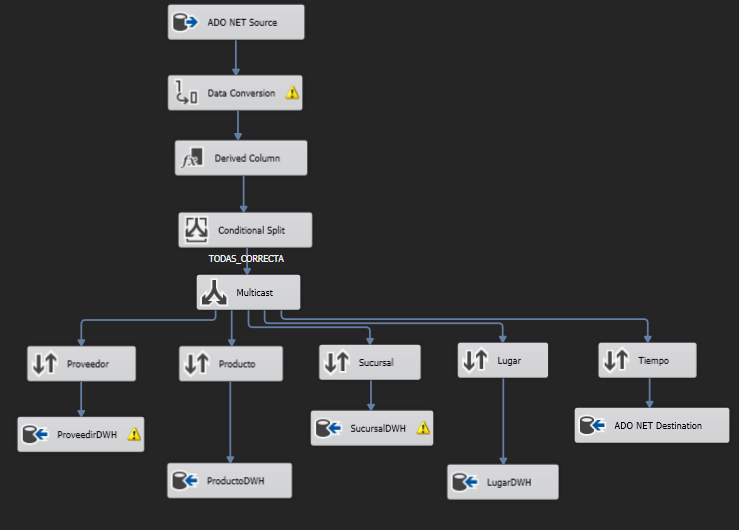 ADO NET Source
Data Conversion
Derived Column
Conditional Split
TODAS_CORRECTA
Multicast
Proveedor
Producto
Sucursal
Lugar
Tiempo
ProveedirDWH
SucursalDWH
ADO NET Destination
ProductoDWH
LugarDWH